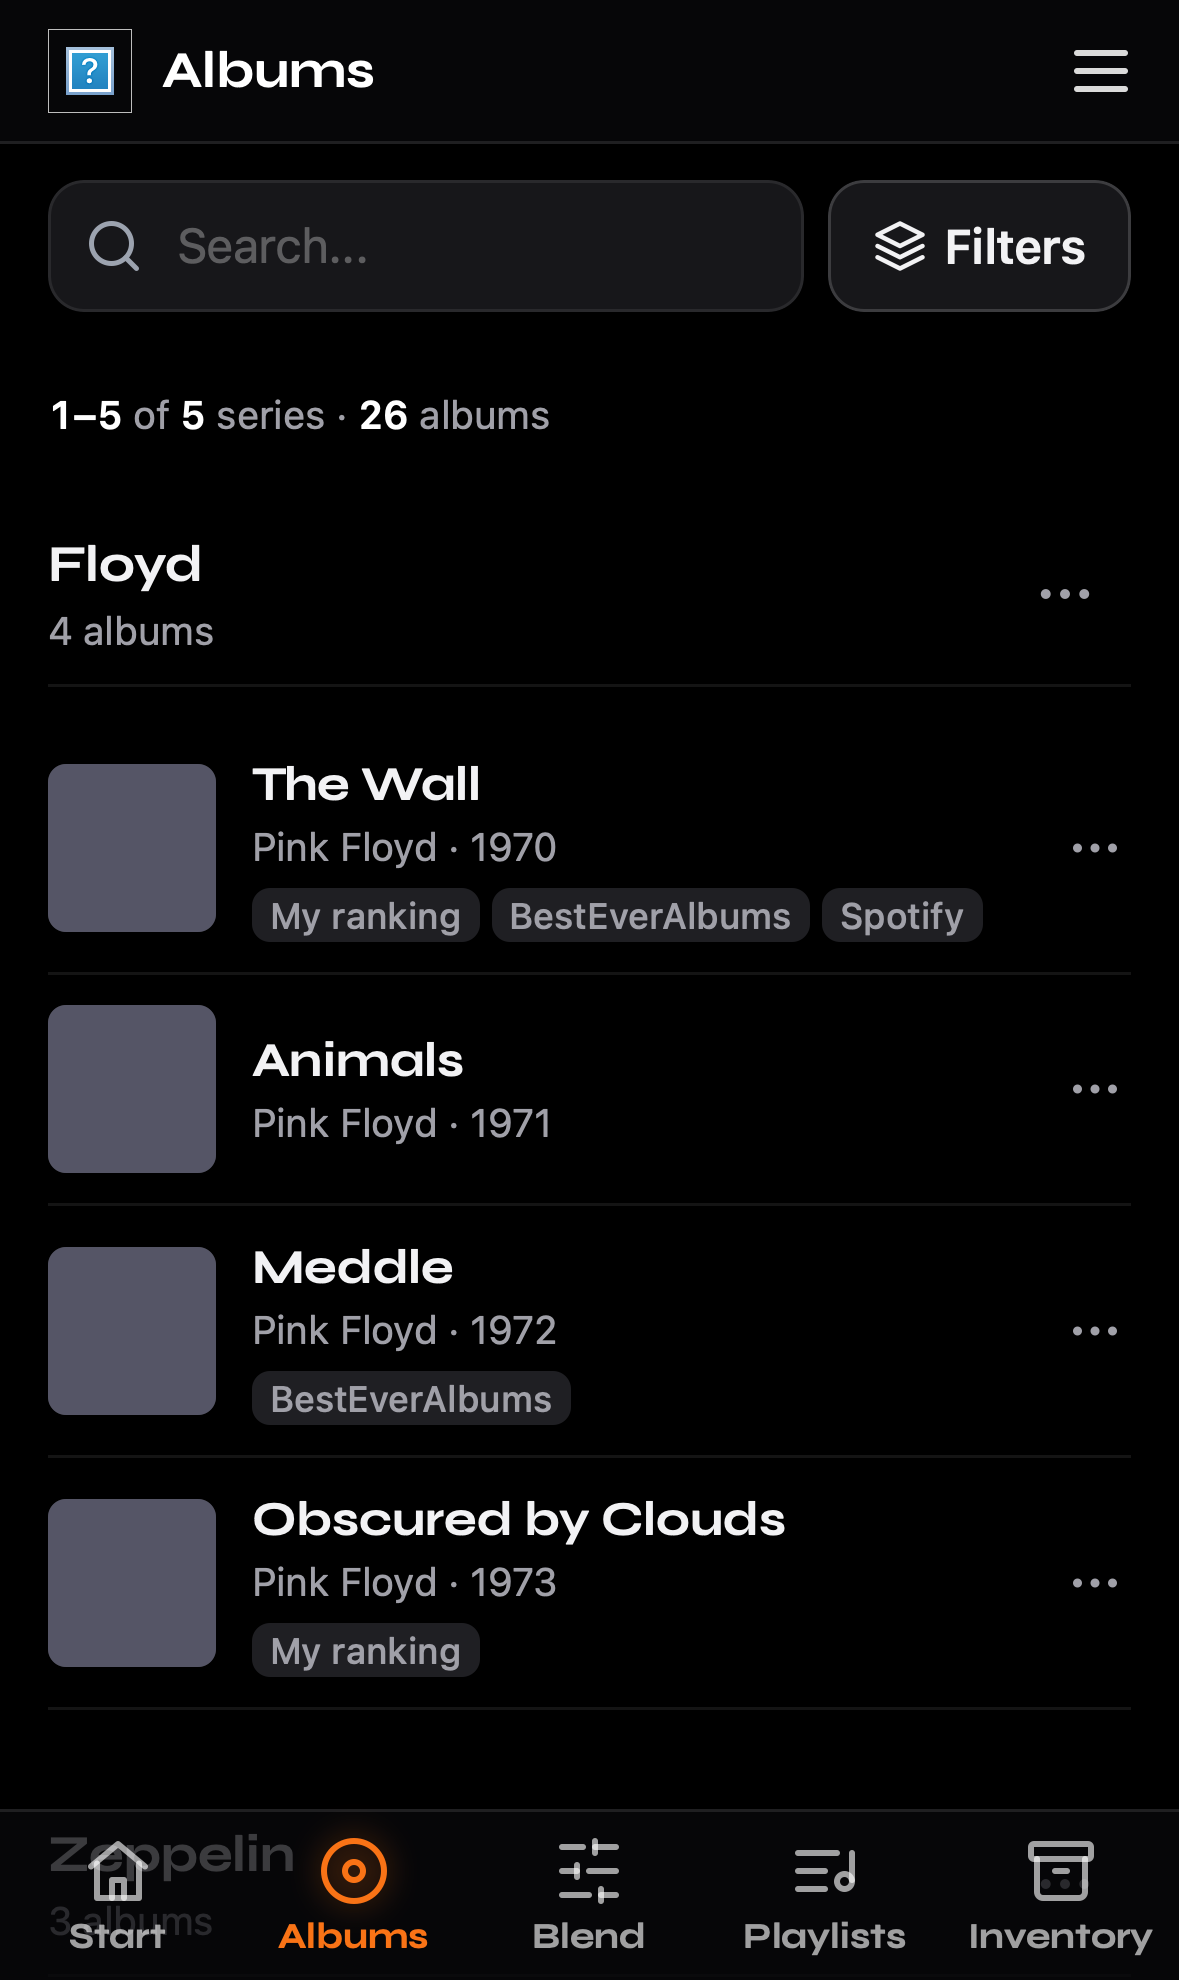 ?
Albums
Search...
Filters
1–5 of 5 series · 26 albums
Floyd
4 albums
The Wall
Pink Floyd · 1970
My ranking BestEverAlbums Spotify
Animals
Pink Floyd · 1971
Meddle
Pink Floyd · 1972
BestEverAlbums
Obscured by Clouds
Pink Floyd · 1973
My ranking
Zeppelin
3 albums
Start Albums Blend Playlists Inventory